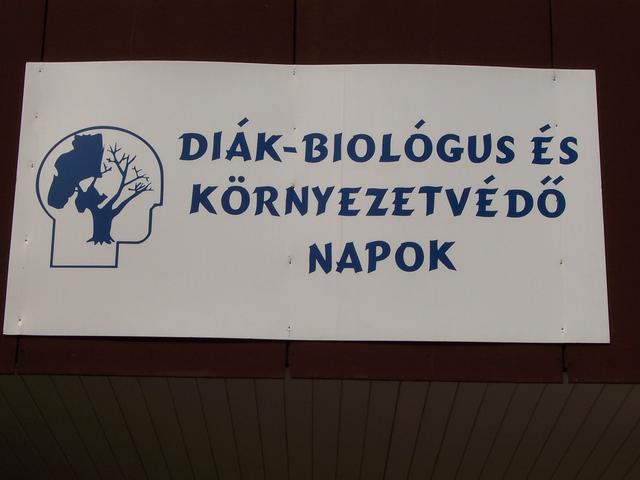 DIÁK-BIOLÓGUS ÉS
KÖRNYEZETVÉDŐ
NAPOK